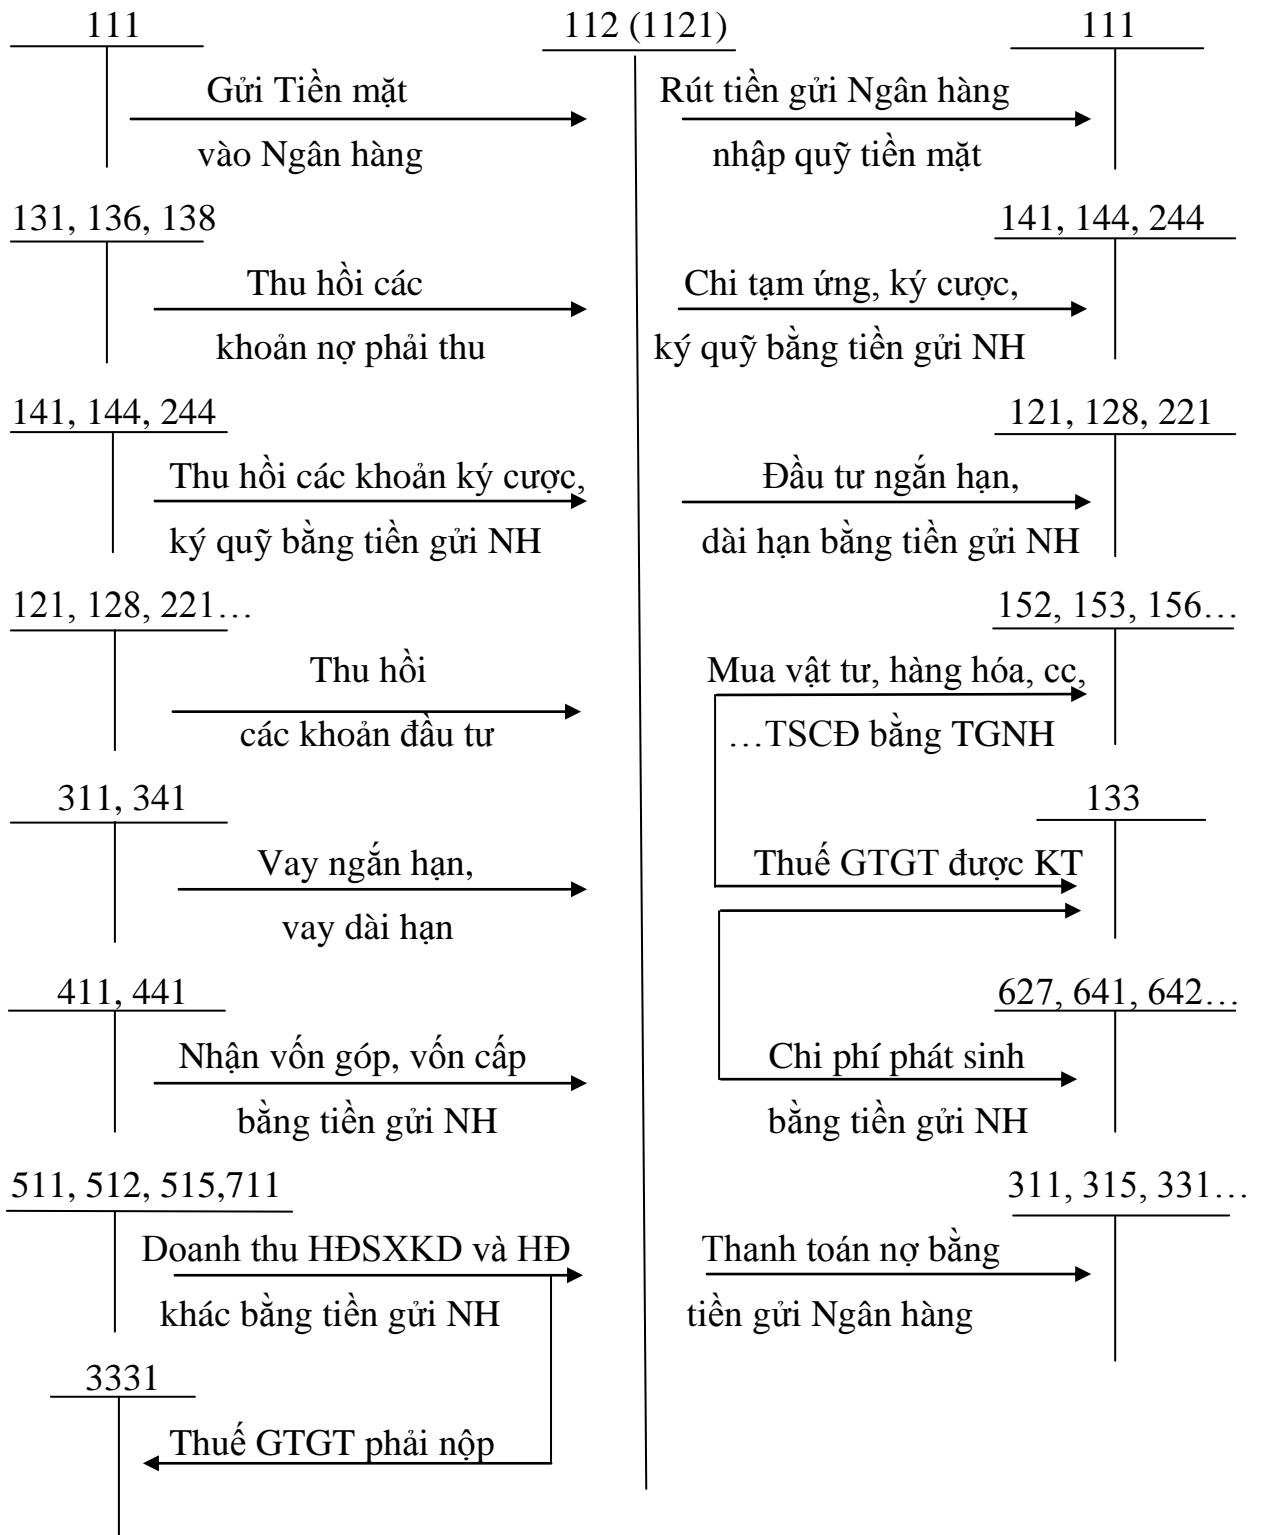 111
112 (1121)
111
Gửi Tiền mặt
vào Ngân hàng
Rút tiền gửi Ngân hàng
nhập quỹ tiền mặt
131, 136, 138
141, 144, 244
Thu hồi các
khoản nợ phải thu
Chi tạm ứng, ký cược,
ký quỹ bằng tiền gửi NH
141, 144, 244
121, 128, 221
Thu hồi các khoản ký cược,
ký quỹ bằng tiền gửi NH
Đầu tư ngắn hạn,
dài hạn bằng tiền gửi NH
121, 128, 221…
152, 153, 156…
Thu hồi
các khoản đầu tư
Mua vật tư, hàng hóa, cc,
…TSCĐ bằng TGNH
311, 341
133
Vay ngắn hạn,
vay dài hạn
Thuế GTGT được KT
411, 441
627, 641, 642…
Nhận vốn góp, vốn cấp
bằng tiền gửi NH
Chi phí phát sinh
bằng tiền gửi NH
511, 512, 515,711
311, 315, 331…
Doanh thu HĐSXKD và HĐ
khác bằng tiền gửi NH
Thanh toán nợ bằng
tiền gửi Ngân hàng
3331
Thuế GTGT phải nộp